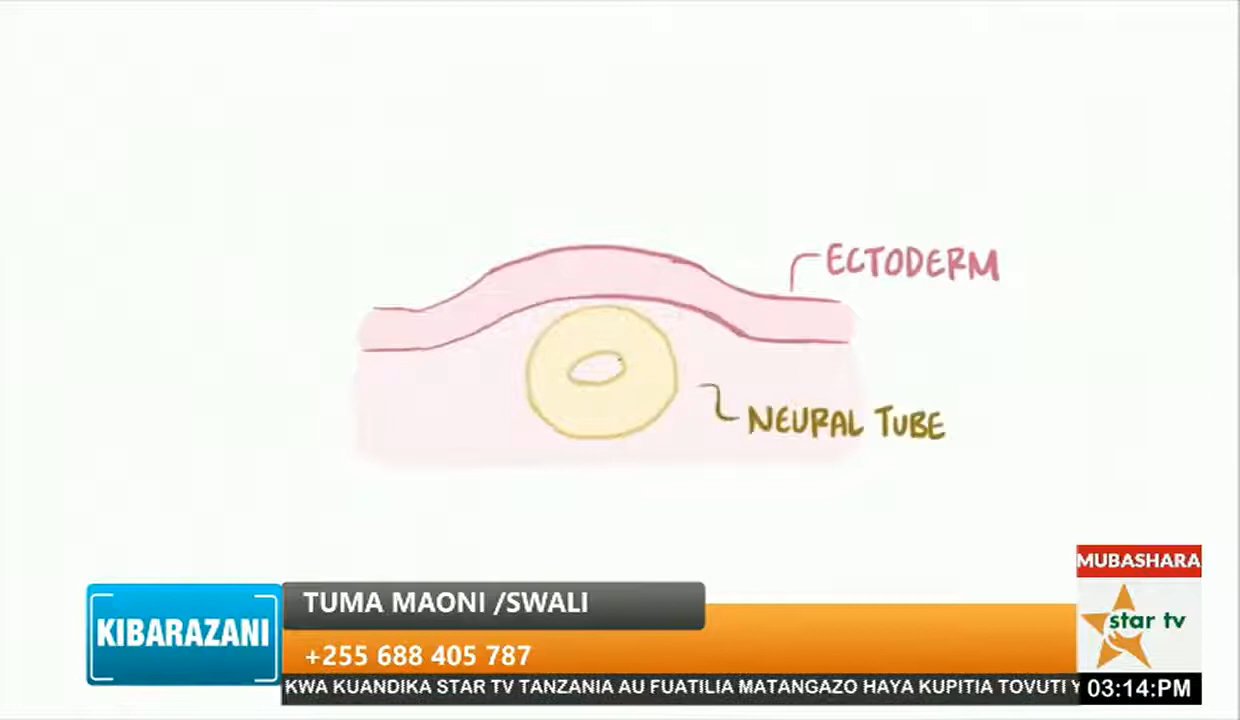 ECTODERM
NEURAL TUBE
MUBASHARA
star tv
KIBARAZANI
TUMA MAONI /SWALI
+255 688 405 787
KWA KUANDIKA STAR TV TANZANIA AU FUATILIA MATANGAZO HAYA KUPITIA TOVUTI Y
03:14:PM